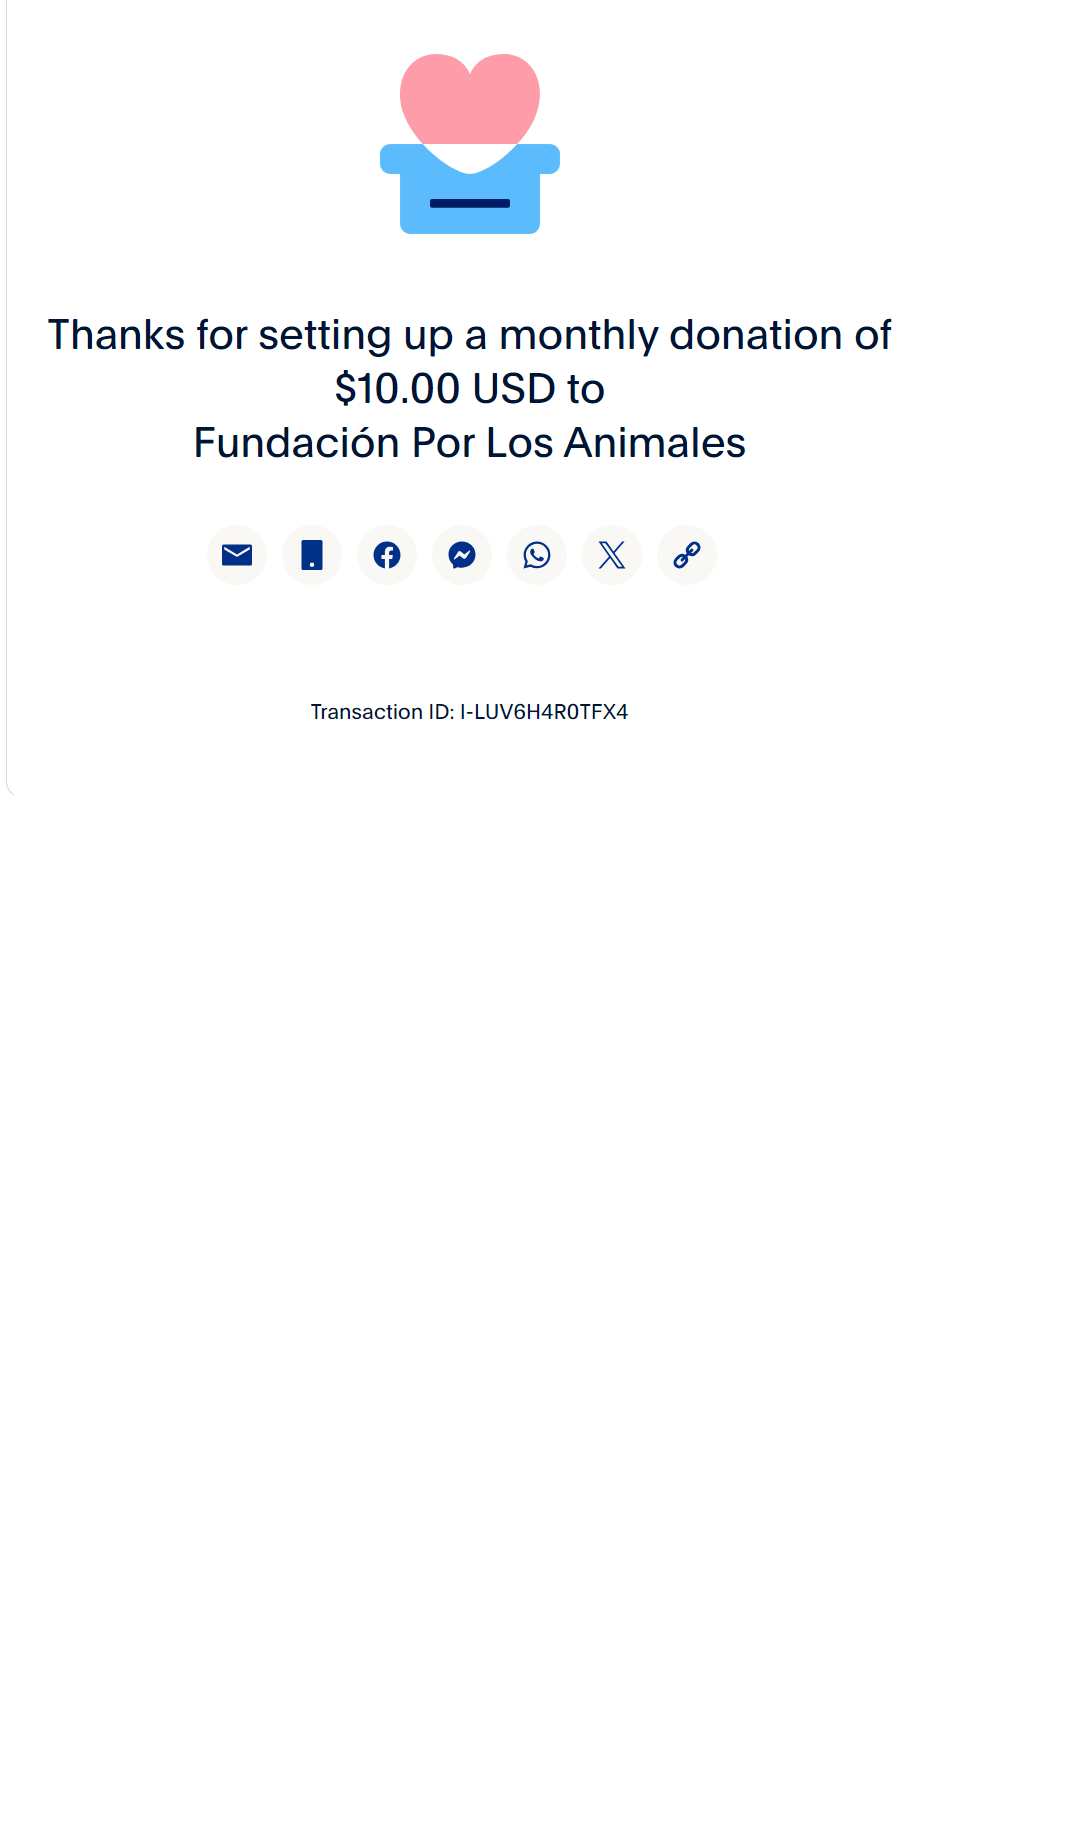 Thanks for setting up a monthly donation of
$10.00 USD to
Fundación Por Los Animales
Transaction ID: I-LUV6H4R0TFX4